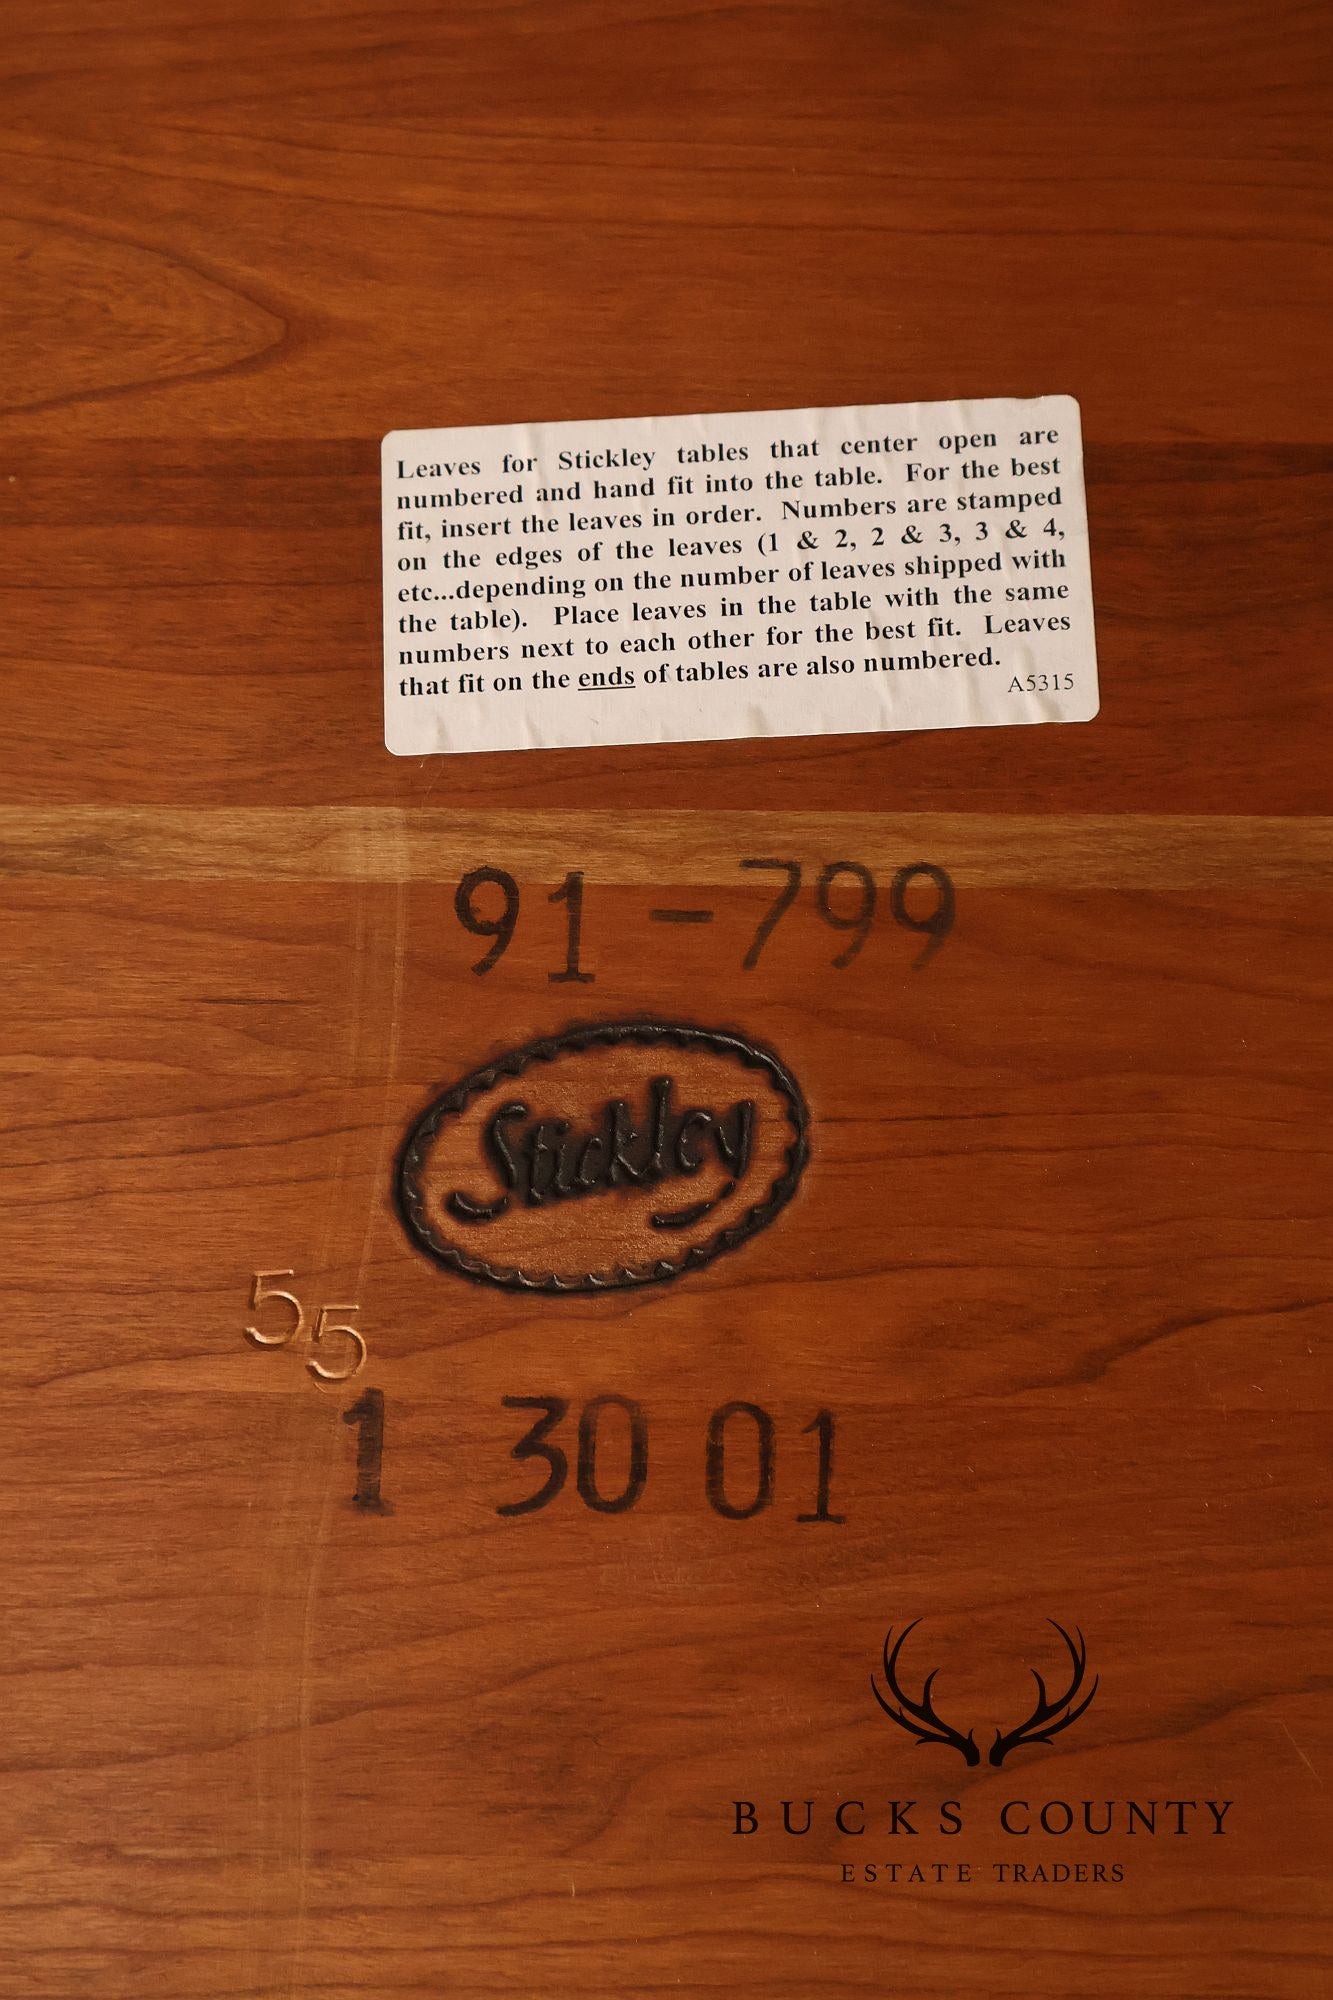 Leaves for Stickley tables that center open are
numbered and hand fit into the table. For the best
fit, insert the leaves in order. Numbers are stamped
on the edges of the leaves (1 & 2, 2 & 3, 3 & 4,
etc...depending on the number of leaves shipped with
the table). Place leaves in the table with the same
numbers next to each other for the best fit. Leaves
that fit on the ends of tables are also numbered.
A5315
91-799
Stickley
55
1 30 01
BUCKS COUNTY
ESTATE TRADERS